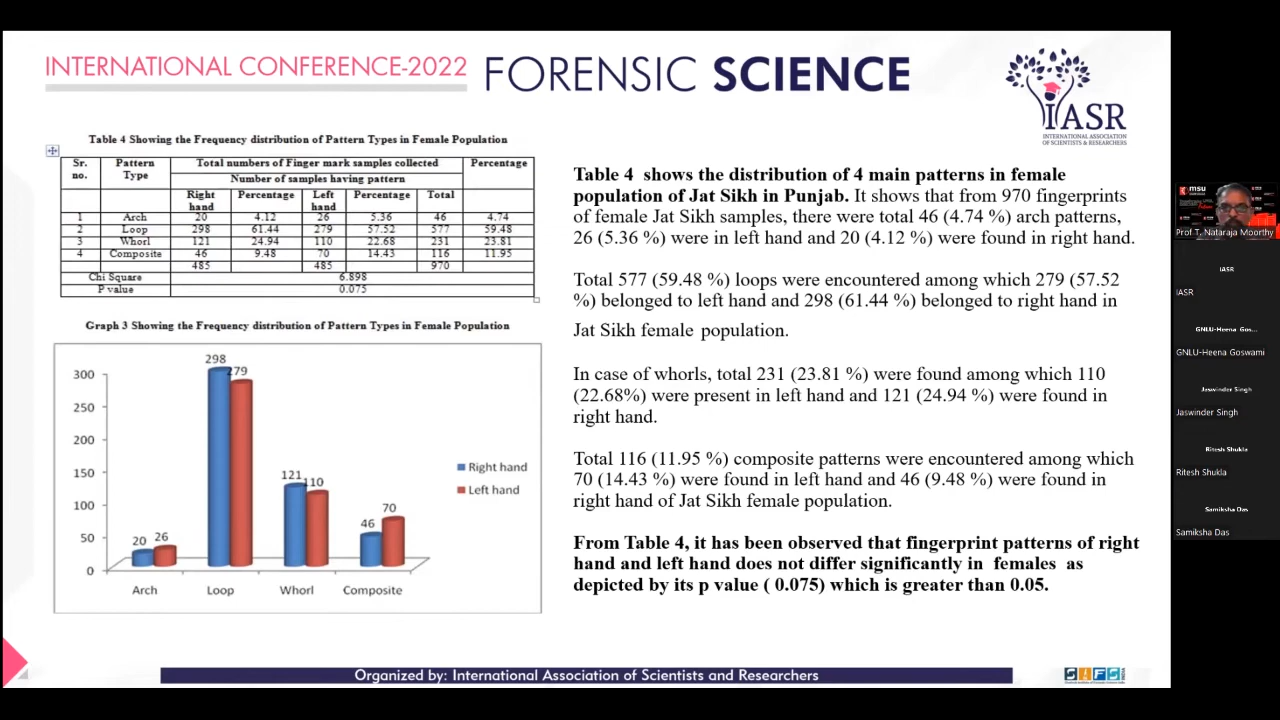 INTERNATIONAL CONFERENCE-2022 FORENSIC SCIENCE
IASR
INTERNATIONAL ASSOCIATION
OF SCIENTISTS & RESEARCHERS
Table 4 Showing the Frequency distribution of Pattern Types in Female Population
Sr. no. Pattern Type Total numbers of Finger mark samples collected Percentage
Number of samples having pattern
Right hand Percentage Left hand Percentage Total
1 Arch 20 4.12 26 5.36 46 4.74
2 Loop 298 61.44 279 57.52 577 59.48
3 Whorl 121 24.94 110 22.68 231 23.81
4 Composite 46 9.48 70 14.43 116 11.95
485 485 970
Chi Square 6.898
P value 0.075
Graph 3 Showing the Frequency distribution of Pattern Types in Female Population
300
250
200
150
100
50
0
20 26 298 279 121 110 46 70
Arch Loop Whorl Composite
Right hand
Left hand
Table 4 shows the distribution of 4 main patterns in female
population of Jat Sikh in Punjab. It shows that from 970 fingerprints
of female Jat Sikh samples, there were total 46 (4.74 %) arch patterns,
26 (5.36 %) were in left hand and 20 (4.12 %) were found in right hand.
Total 577 (59.48 %) loops were encountered among which 279 (57.52
%) belonged to left hand and 298 (61.44 %) belonged to right hand in
Jat Sikh female population.
In case of whorls, total 231 (23.81 %) were found among which 110
(22.68%) were present in left hand and 121 (24.94 %) were found in
right hand.
Total 116 (11.95 %) composite patterns were encountered among which
70 (14.43 %) were found in left hand and 46 (9.48 %) were found in
right hand of Jat Sikh female population.
From Table 4, it has been observed that fingerprint patterns of right
hand and left hand does not differ significantly in females as
depicted by its p value ( 0.075) which is greater than 0.05.
Organized by: International Association of Scientists and Researchers
SIFS
msu
Prof T. Nataraja Moorthy
IASR
IASR
GNLU-Heena Gos...
GNLU-Heena Goswami
Jaswinder Singh
Jaswinder Singh
Ritesh Shukla
Ritesh Shukla
Samiksha Das
Samiksha Das